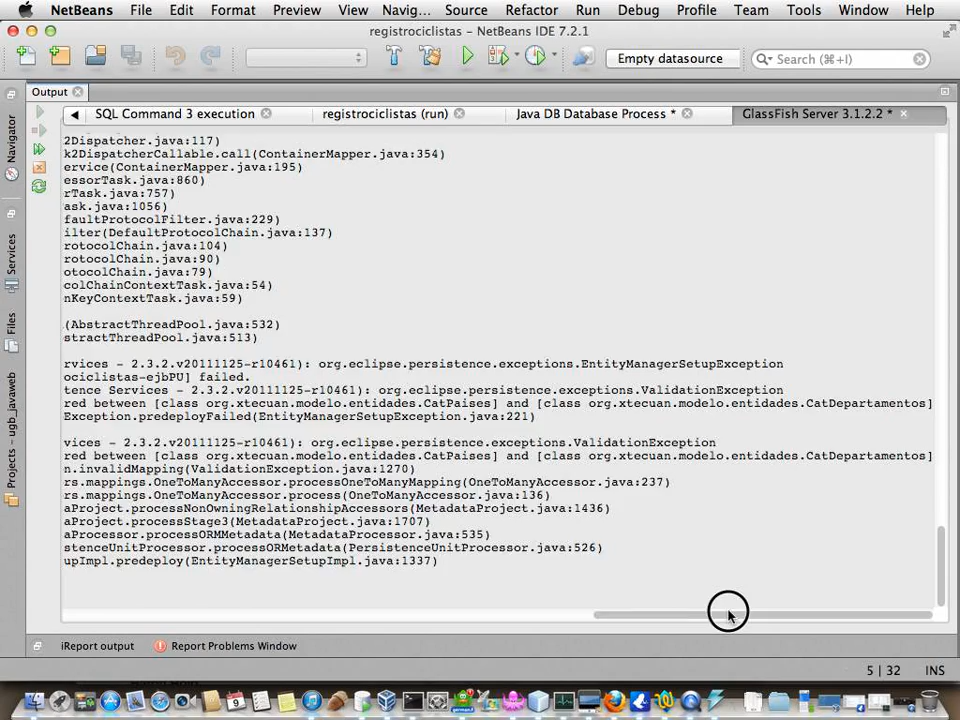 NetBeans File Edit Format Preview View Navig... Source Refactor Run Debug Profile Team Tools Window Help
registrociclistas – NetBeans IDE 7.2.1
Empty datasource
Search (⌘+I)
Output
SQL Command 3 execution
registrociclistas (run)
Java DB Database Process *
GlassFish Server 3.1.2.2 *
Navigator
Services
Files
Projects - ugb_javaweb
2Dispatcher.java:117)
k2DispatcherCallable.call(ContainerMapper.java:354)
ervice(ContainerMapper.java:195)
essorTask.java:860)
rTask.java:757)
ask.java:1056)
faultProtocolFilter.java:229)
ilter(DefaultProtocolChain.java:137)
rotocolChain.java:104)
rotocolChain.java:90)
otocolChain.java:79)
colChainContextTask.java:54)
nKeyContextTask.java:59)
(AbstractThreadPool.java:532)
stractThreadPool.java:513)
rvices - 2.3.2.v20111125-r10461): org.eclipse.persistence.exceptions.EntityManagerSetupException
ociclistas-ejbPU] failed.
tence Services - 2.3.2.v20111125-r10461): org.eclipse.persistence.exceptions.ValidationException
red between [class org.xtecuan.modelo.entidades.CatPaises] and [class org.xtecuan.modelo.entidades.CatDepartamentos]
Exception.predeployFailed(EntityManagerSetupException.java:221)
vices - 2.3.2.v20111125-r10461): org.eclipse.persistence.exceptions.ValidationException
red between [class org.xtecuan.modelo.entidades.CatPaises] and [class org.xtecuan.modelo.entidades.CatDepartamentos]
n.invalidMapping(ValidationException.java:1270)
rs.mappings.OneToManyAccessor.processOneToManyMapping(OneToManyAccessor.java:237)
rs.mappings.OneToManyAccessor.process(OneToManyAccessor.java:136)
aProject.processNonOwningRelationshipAccessors(MetadataProject.java:1436)
aProject.processStage3(MetadataProject.java:1707)
aProcessor.processORMMetadata(MetadataProcessor.java:535)
stenceUnitProcessor.processORMetadata(PersistenceUnitProcessor.java:526)
upImpl.predeploy(EntityManagerSetupImpl.java:1337)
iReport output
Report Problems Window
5 | 32
INS